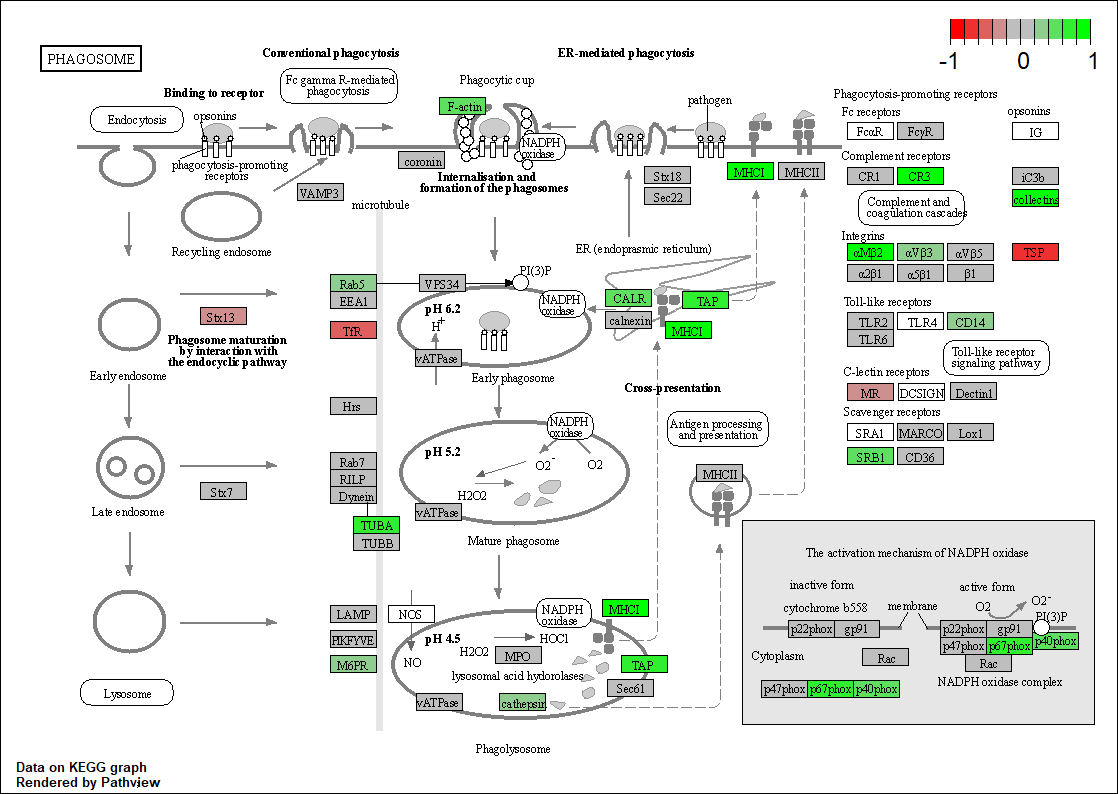 PHAGOSOME
Conventional phagocytosis
ER-mediated phagocytosis
-1 0 1
Fc gamma R-mediated
phagocytosis
Phagocytic cup
Binding to receptor
Endocytosis
opsonins
F-actin
pathogen
Phagocytosis-promoting receptors
Fc receptors
opsonins
FcαR
FcγR
IG
NADPH
oxidase
coronin
phagocytosis-promoting
receptors
Internalisation and
formation of the phagosomes
VAMP3
microtubule
Stx18
Sec22
MHCI
MHCII
Complement receptors
CR1
CR3
iC3b
collectins
Complement and
coagulation cascades
Recycling endosome
ER (endoprasmic reticulum)
Integrins
αMβ2
αVβ3
αVβ5
TSP
α2β1
α5β1
β1
Rab5
EEA1
VPS34
PI(3)P
NADPH
oxidase
CALR
calnexin
TAP
MHCI
Toll-like receptors
TLR2
TLR4
CD14
TLR6
Toll-like receptor
signaling pathway
Stx13
TfR
pH 6.2
H+
vATPase
Phagosome maturation
by interaction with
the endocyclic pathway
Early endosome
Early phagosome
Cross-presentation
C-lectin receptors
MR
DCSIGN
Dectin1
Scavenger receptors
SRA1
MARCO
Lox1
SRB1
CD36
Hrs
Antigen processing
and presentation
NADPH
oxidase
pH 5.2
O2-
O2
H2O2
vATPase
Rab7
RILP
Dynein
Stx7
TUBA
TUBB
MHCII
Late endosome
Mature phagosome
LAMP
PIKFYVE
M6PR
NOS
NO
pH 4.5
NADPH
oxidase
MHCI
H2O2
HOCl
MPO
TAP
Sec61
lysosomal acid hydorolases
vATPase
cathepsin
Lysosome
Phagolysosome
The activation mechanism of NADPH oxidase
inactive form
active form
cytochrome b558
membrane
O2
O2-
PI(3)P
p22phox
gp91
p22phox
gp91
p47phox
p67phox
p40phox
Cytoplasm
Rac
Rac
p47phox
p67phox
p40phox
NADPH oxidase complex
Data on KEGG graph
Rendered by Pathview